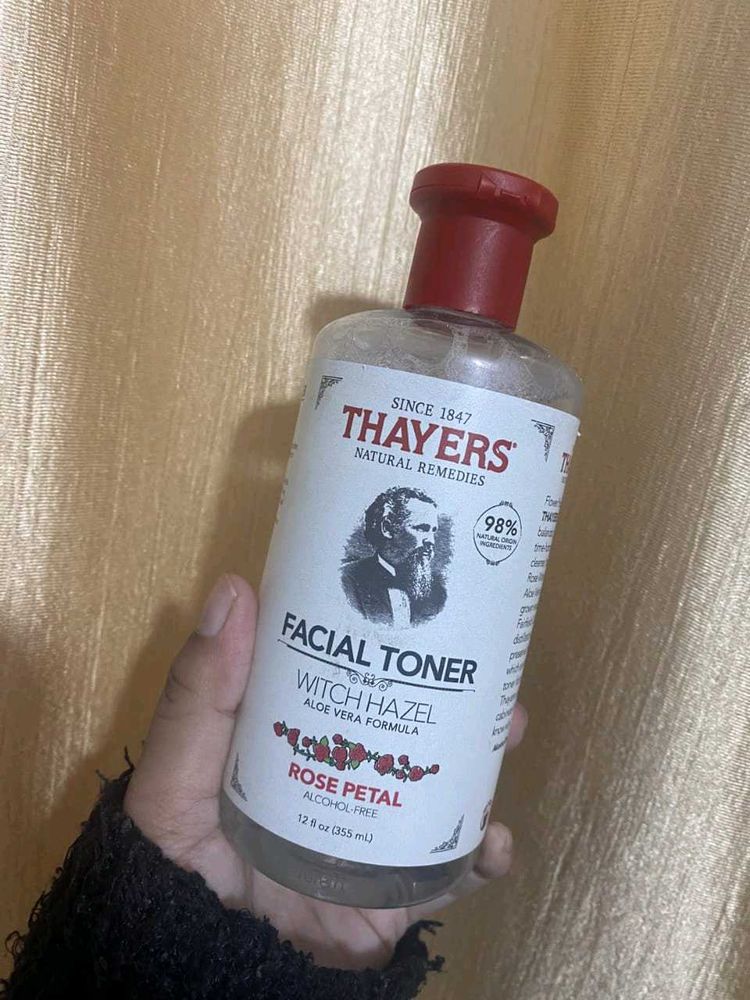 SINCE 1847
THAYERS®
NATURAL REMEDIES
98%
NATURAL ORIGIN
INGREDIENTS
FACIAL TONER
WITCH HAZEL
ALOE VERA FORMULA
ROSE PETAL
ALCOHOL-FREE
12 fl oz (355 mL)